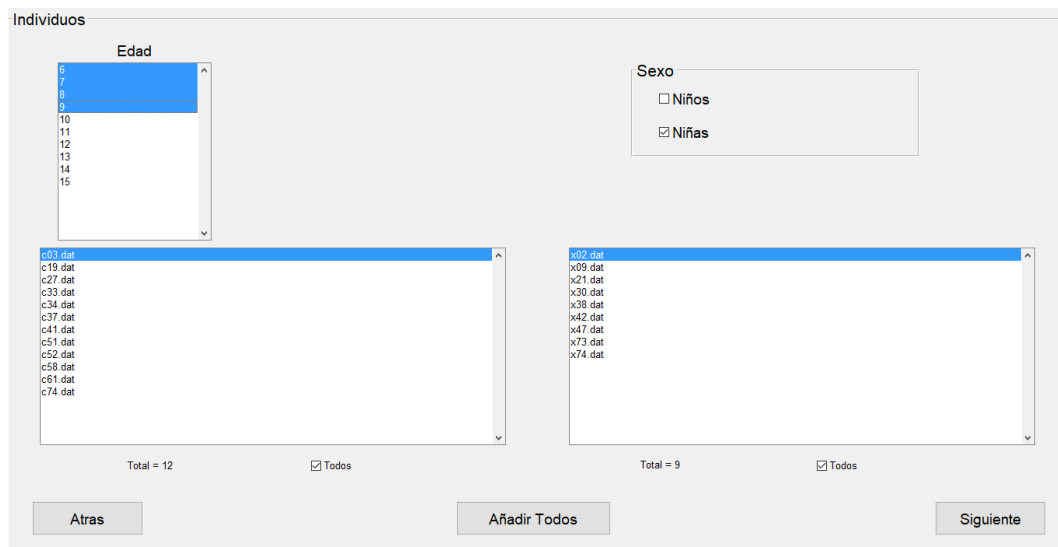 Individuos
Edad
6
7
8
9
10
11
12
13
14
15
Sexo
Niños
Niñas
c03.dat
c19.dat
c27.dat
c33.dat
c34.dat
c37.dat
c41.dat
c51.dat
c52.dat
c58.dat
c61.dat
c74.dat
x02.dat
x09.dat
x21.dat
x30.dat
x38.dat
x42.dat
x47.dat
x73.dat
x74.dat
Total = 12
Todos
Total = 9
Todos
Atras
Añadir Todos
Siguiente